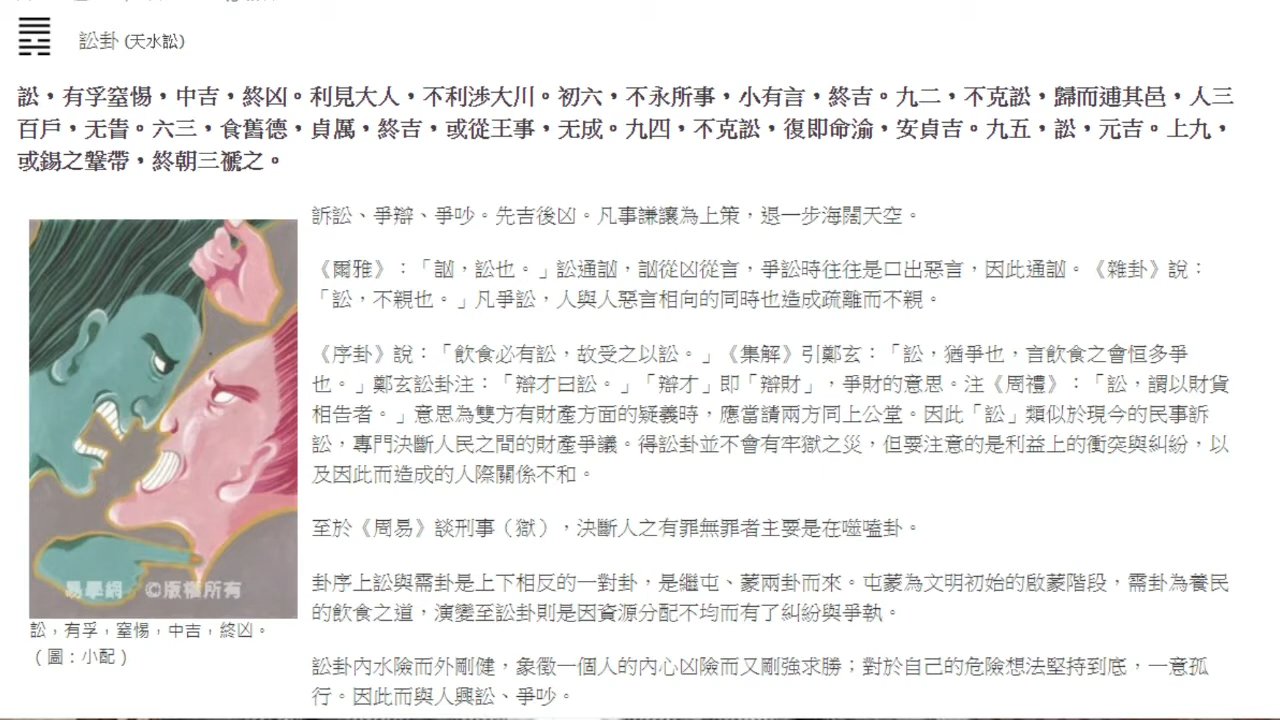 訟卦 (天水訟)
訟，有孚窒惕，中吉，終凶。利見大人，不利涉大川。初六，不永所事，小有言，終吉。九二，不克訟，歸而逋其邑，人三
百戶，无眚。六三，食舊德，貞厲，終吉，或從王事，无成。九四，不克訟，復即命渝，安貞吉。九五，訟，元吉。上九，
或錫之鞶帶，終朝三褫之。
訴訟、爭辯、爭吵。先吉後凶。凡事謙讓為上策，退一步海闊天空。
《爾雅》：「訩，訟也。」訟通訩，訩從凶從言，爭訟時往往是口出惡言，因此通訩。《雜卦》說：
「訟，不親也。」凡爭訟，人與人惡言相向的同時也造成疏離而不親。
《序卦》說：「飲食必有訟，故受之以訟。」《集解》引鄭玄：「訟，猶爭也，言飲食之會恒多爭
也。」鄭玄訟卦注：「辯才曰訟。」「辯才」即「辯財」，爭財的意思。注《周禮》：「訟，謂以財貨
相告者。」意思為雙方有財產方面的疑義時，應當請兩方同上公堂。因此「訟」類似於現今的民事訴
訟，專門決斷人民之間的財產爭議。得訟卦並不會有牢獄之災，但要注意的是利益上的衝突與糾紛，以
及因此而造成的人際關係不和。
至於《周易》談刑事（獄），決斷人之有罪無罪者主要是在噬嗑卦。
卦序上訟與需卦是上下相反的一對卦，是繼屯、蒙兩卦而來。屯蒙為文明初始的啟蒙階段，需卦為養民
的飲食之道，演變至訟卦則是因資源分配不均而有了糾紛與爭執。
訟卦內水險而外剛健，象徵一個人的內心凶險而又剛強求勝；對於自己的危險想法堅持到底，一意孤
行。因此而與人興訟、爭吵。
易學網 ©版權所有
訟，有孚，窒惕，中吉，終凶。
（圖：小配）